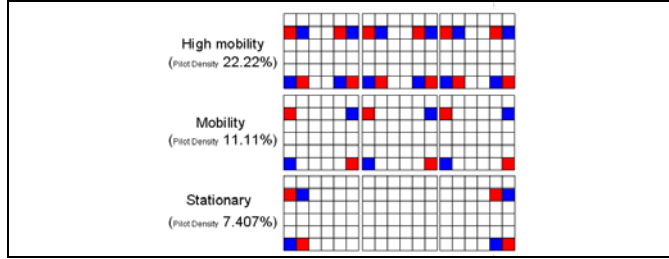 High mobility
(Pilot Density 22.22%)
Mobility
(Pilot Density 11.11%)
Stationary
(Pilot Density 7.407%)